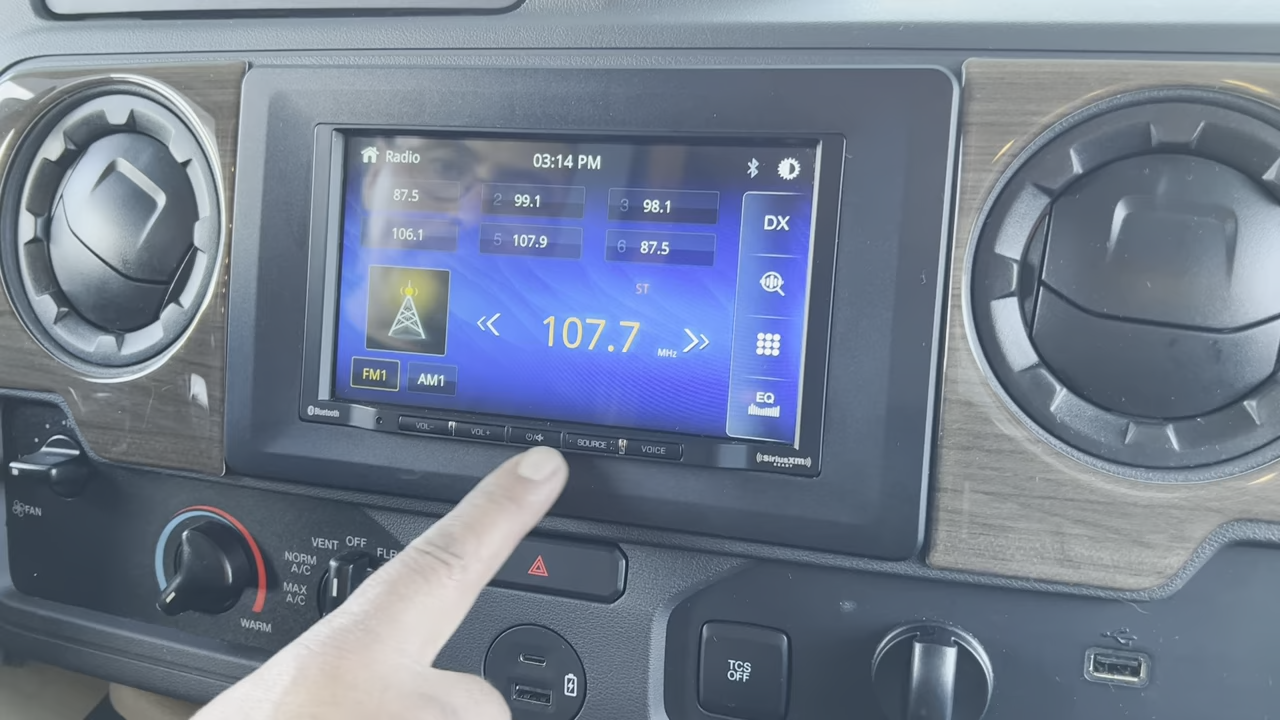 Radio
03:14 PM
87.5
2 99.1
3 98.1
DX
106.1
5 107.9
6 87.5
ST
107.7
MHz
FM1
AM1
EQ
Bluetooth
VOL-
VOL+
SOURCE
VOICE
SiriusXM
READY
FAN
VENT
OFF
FLR
NORM
A/C
MAX
A/C
WARM
TCS
OFF